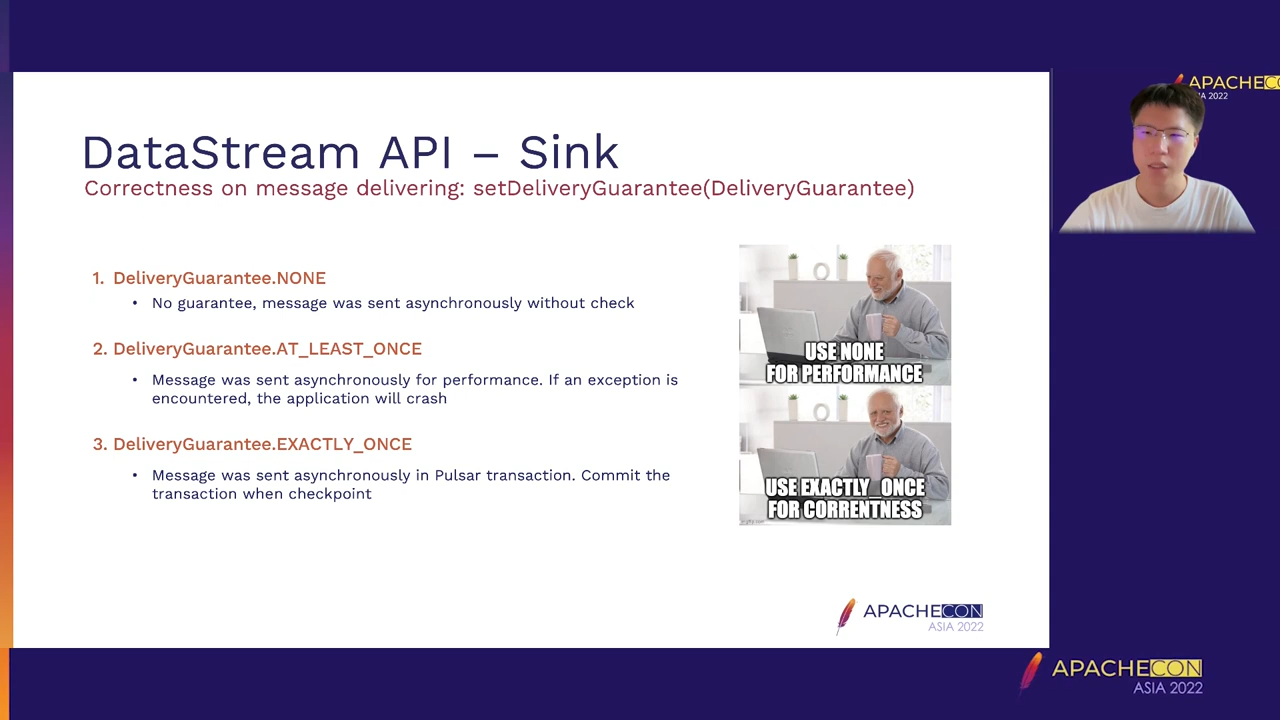 DataStream API – Sink
Correctness on message delivering: setDeliveryGuarantee(DeliveryGuarantee)
1. DeliveryGuarantee.NONE
• No guarantee, message was sent asynchronously without check
2. DeliveryGuarantee.AT_LEAST_ONCE
• Message was sent asynchronously for performance. If an exception is
encountered, the application will crash
3. DeliveryGuarantee.EXACTLY_ONCE
• Message was sent asynchronously in Pulsar transaction. Commit the
transaction when checkpoint
USE NONE
FOR PERFORMANCE
USE EXACTLY_ONCE
FOR CORRENTNESS
APACHECON
ASIA 2022
APACHECO
IA 2022
APACHECON
ASIA 2022